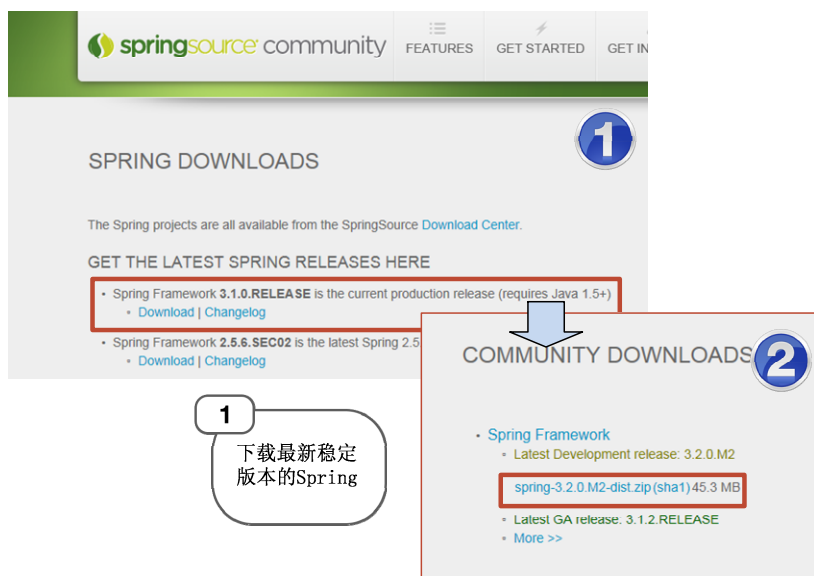 springsource community
FEATURES
GET STARTED
GET IN
1
SPRING DOWNLOADS
The Spring projects are all available from the SpringSource Download Center.
GET THE LATEST SPRING RELEASES HERE
Spring Framework 3.1.0.RELEASE is the current production release (requires Java 1.5+)
Download | Changelog
Spring Framework 2.5.6.SEC02 is the latest Spring 2.5
Download | Changelog
COMMUNITY DOWNLOADS
2
Spring Framework
Latest Development release: 3.2.0.M2
spring-3.2.0.M2-dist.zip (sha1) 45.3 MB
Latest GA release: 3.1.2.RELEASE
More >>
1
下载最新稳定
版本的Spring